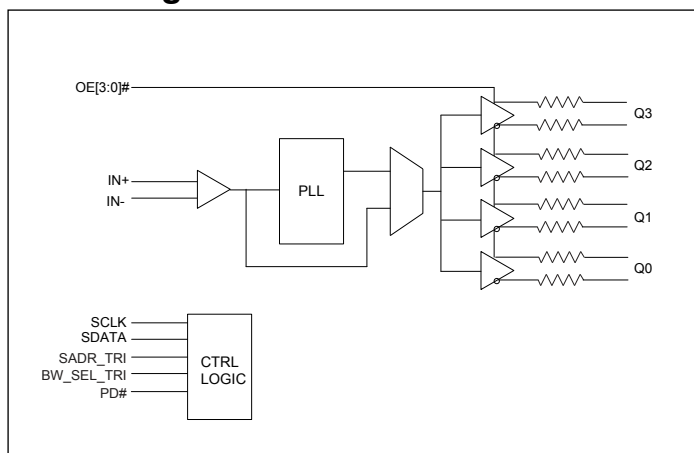 OE[3:0]#
Q3
Q2
IN+
PLL
IN-
Q1
Q0
SCLK
SDATA
CTRL
SADR_TRI
LOGIC
BW_SEL_TRI
PD#